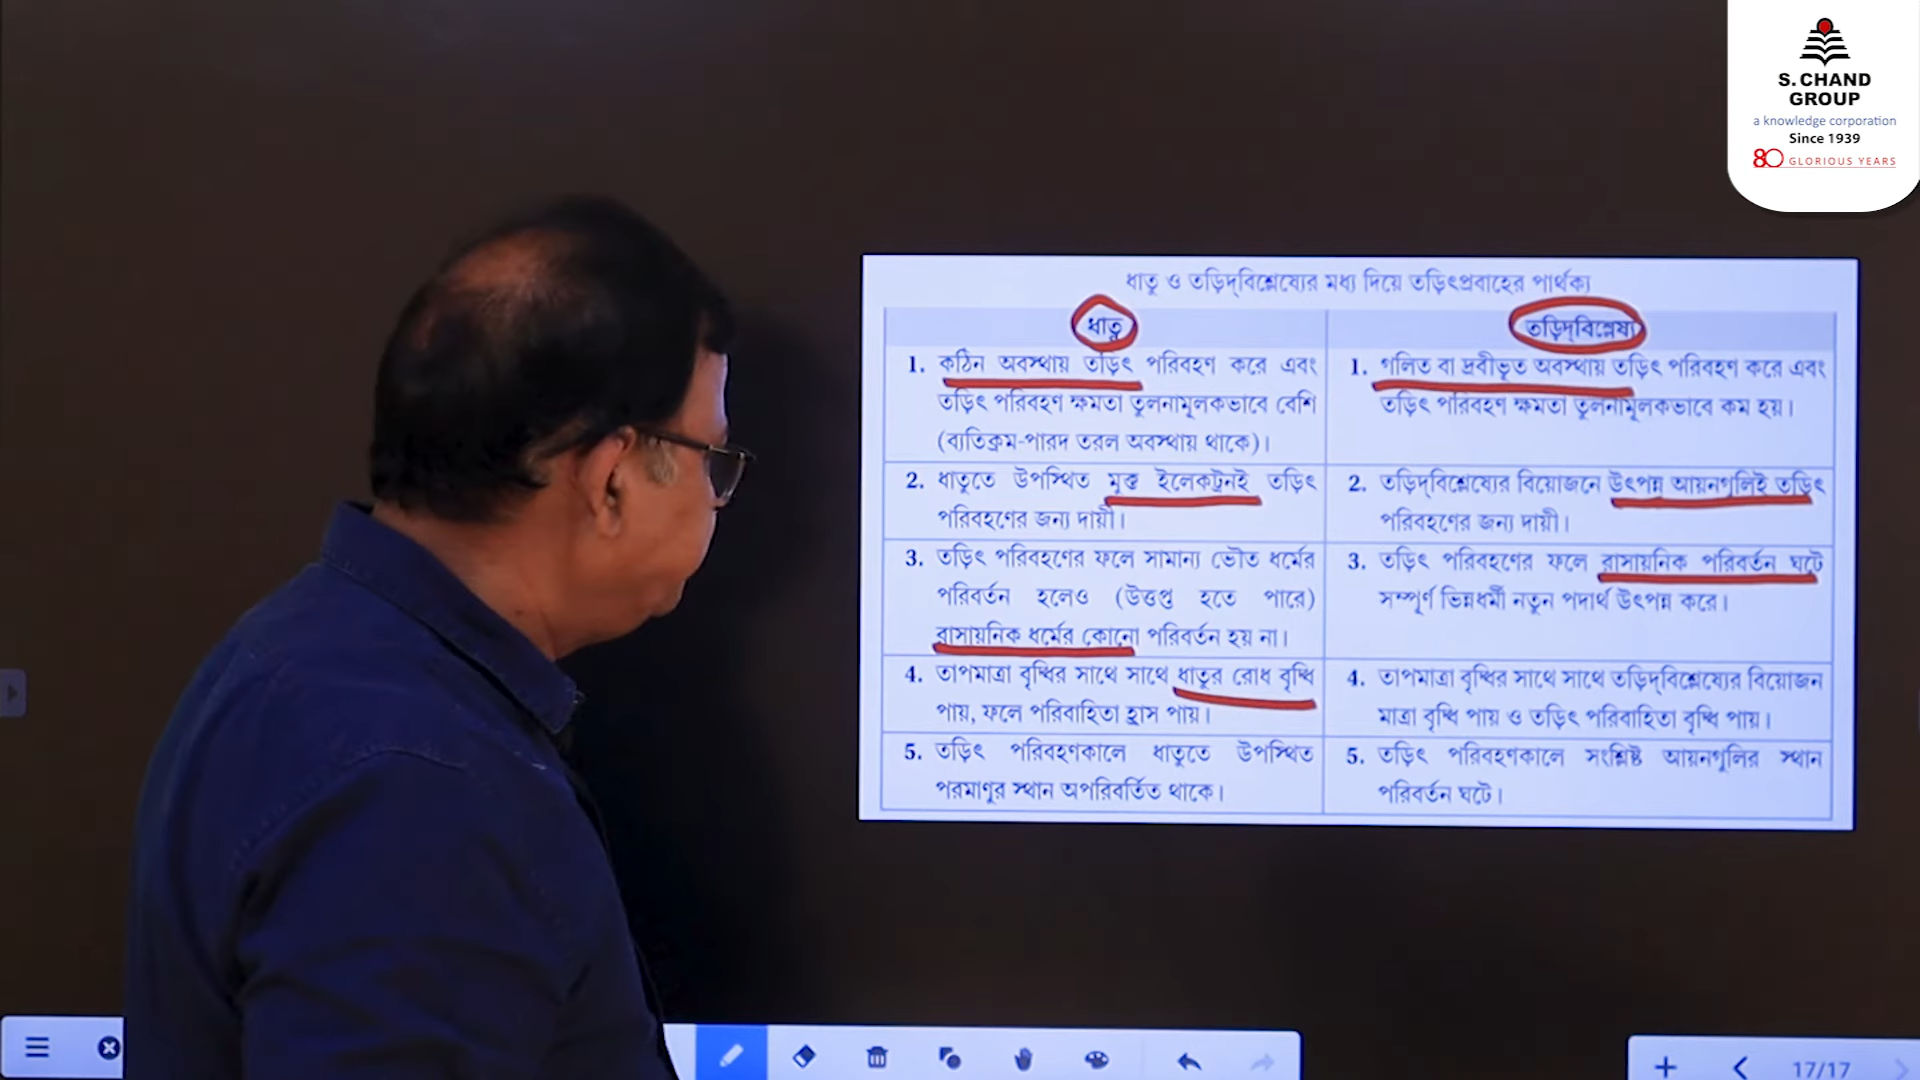 S. CHAND
GROUP
a knowledge corporation
Since 1939
80 GLORIOUS YEARS
ধাতু ও তড়িদ্‌বিশ্লেষ্যের মধ্য দিয়ে তড়িৎপ্রবাহের পার্থক্য
ধাতু
1. কঠিন অবস্থায় তড়িৎ পরিবহণ করে এবং
তড়িৎ পরিবহণ ক্ষমতা তুলনামূলকভাবে বেশি
(ব্যতিক্রম-পারদ তরল অবস্থায় থাকে)।
তড়িদ্‌বিশ্লেষ্য
1. গলিত বা দ্রবীভূত অবস্থায় তড়িৎ পরিবহণ করে এবং
তড়িৎ পরিবহণ ক্ষমতা তুলনামূলকভাবে কম হয়।
2. ধাতুতে উপস্থিত মুক্ত ইলেকট্রনই তড়িৎ
পরিবহণের জন্য দায়ী।
2. তড়িদ্‌বিশ্লেষ্যের বিয়োজনে উৎপন্ন আয়নগুলিই তড়িৎ
পরিবহণের জন্য দায়ী।
3. তড়িৎ পরিবহণের ফলে সামান্য ভৌত ধর্মের
পরিবর্তন হলেও (উত্তপ্ত হতে পারে)
রাসায়নিক ধর্মের কোনো পরিবর্তন হয় না।
3. তড়িৎ পরিবহণের ফলে রাসায়নিক পরিবর্তন ঘটে
সম্পূর্ণ ভিন্নধর্মী নতুন পদার্থ উৎপন্ন করে।
4. তাপমাত্রা বৃদ্ধির সাথে সাথে ধাতুর রোধ বৃদ্ধি
পায়, ফলে পরিবাহিতা হ্রাস পায়।
4. তাপমাত্রা বৃদ্ধির সাথে সাথে তড়িদ্‌বিশ্লেষ্যের বিয়োজন
মাত্রা বৃদ্ধি পায় ও তড়িৎ পরিবাহিতা বৃদ্ধি পায়।
5. তড়িৎ পরিবহণকালে ধাতুতে উপস্থিত
পরমাণুর স্থান অপরিবর্তিত থাকে।
5. তড়িৎ পরিবহণকালে সংশ্লিষ্ট আয়নগুলির স্থান
পরিবর্তন ঘটে।
17/17